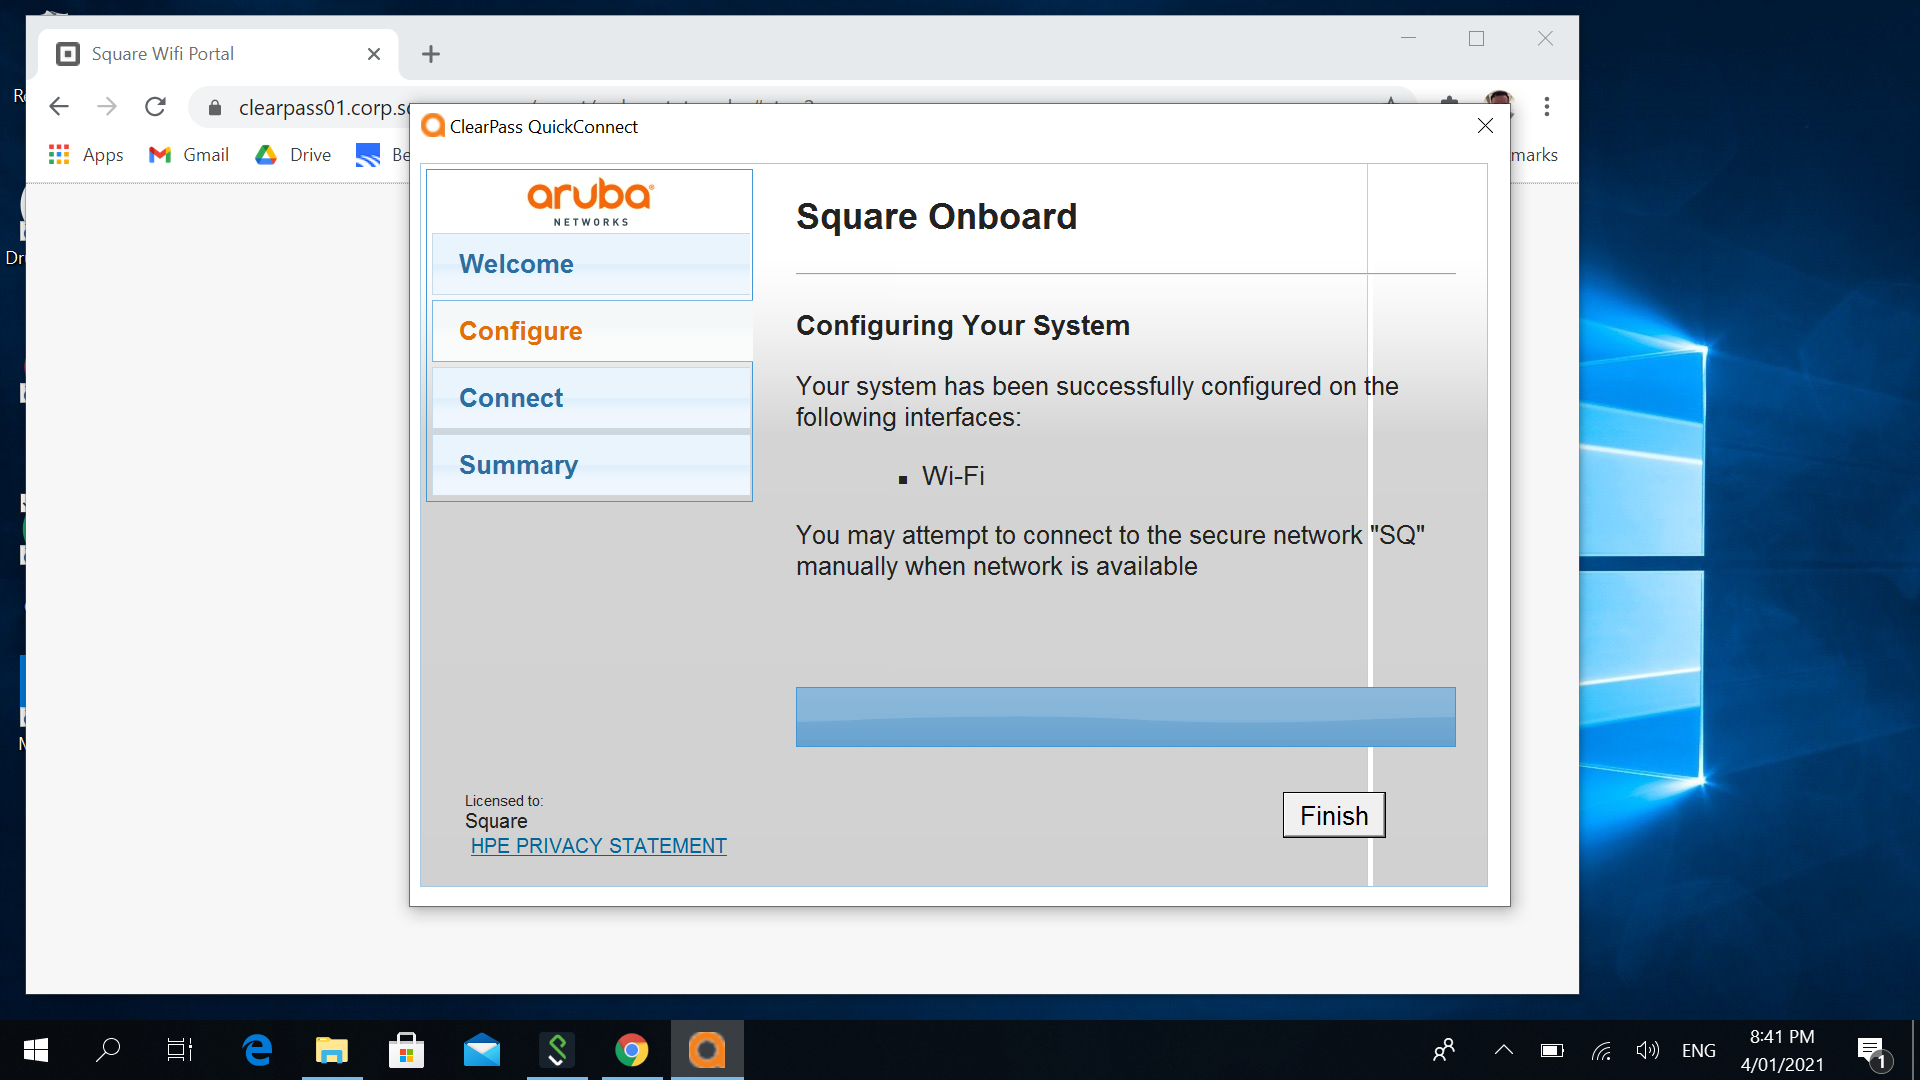 Square Wifi Portal
clearpass01.corp.s
Apps
Gmail
Drive
Be
marks
ClearPass QuickConnect
aruba
NETWORKS
Welcome
Configure
Connect
Summary
Square Onboard
Configuring Your System
Your system has been successfully configured on the
following interfaces:
Wi-Fi
You may attempt to connect to the secure network "SQ"
manually when network is available
Licensed to:
Square
HPE PRIVACY STATEMENT
Finish
ENG
8:41 PM
4/01/2021
1